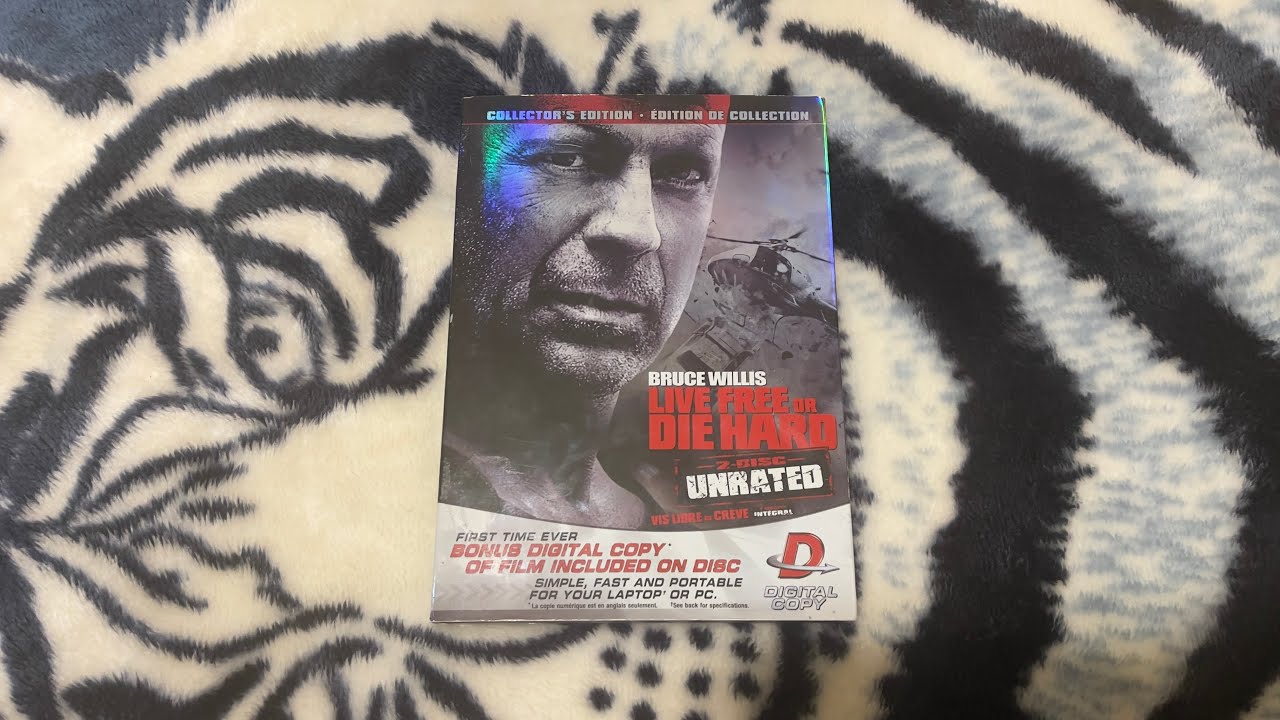 COLLECTOR'S EDITION · ÉDITION DE COLLECTION
BRUCE WILLIS
LIVE FREE OR
DIE HARD
2-DISC
UNRATED
VIS LIBRE OU CRÈVE
INTÉGRAL
FIRST TIME EVER
BONUS DIGITAL COPY*
OF FILM INCLUDED ON DISC
SIMPLE, FAST AND PORTABLE
FOR YOUR LAPTOP† OR PC.
*La copie numérique est en anglais seulement. †See back for specifications.
D
DIGITAL
COPY